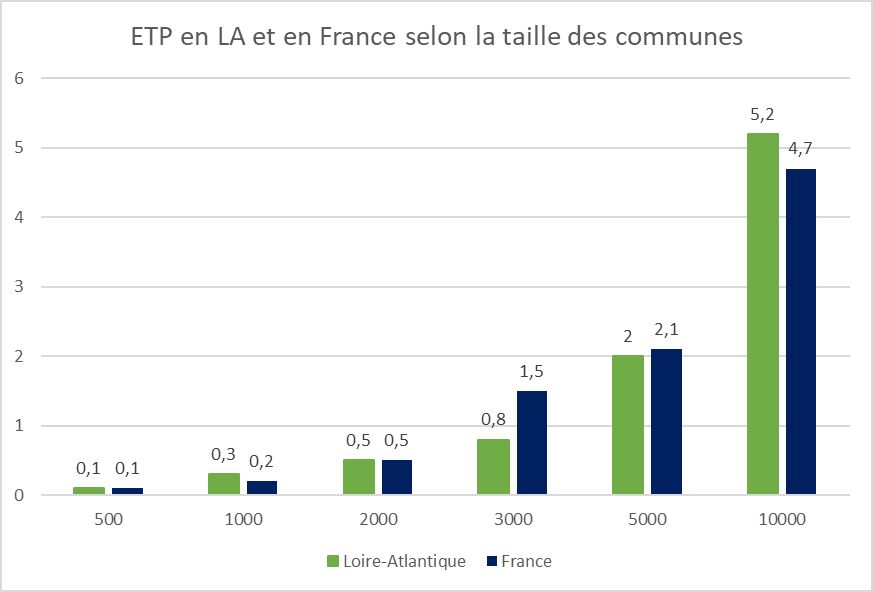 ETP en LA et en France selon la taille des communes
6
5
4
3
2
1
0
0,1 0,1 0,3 0,2 0,5 0,5 0,8 1,5 2 2,1 5,2 4,7
500 1000 2000 3000 5000 10000
Loire-Atlantique France